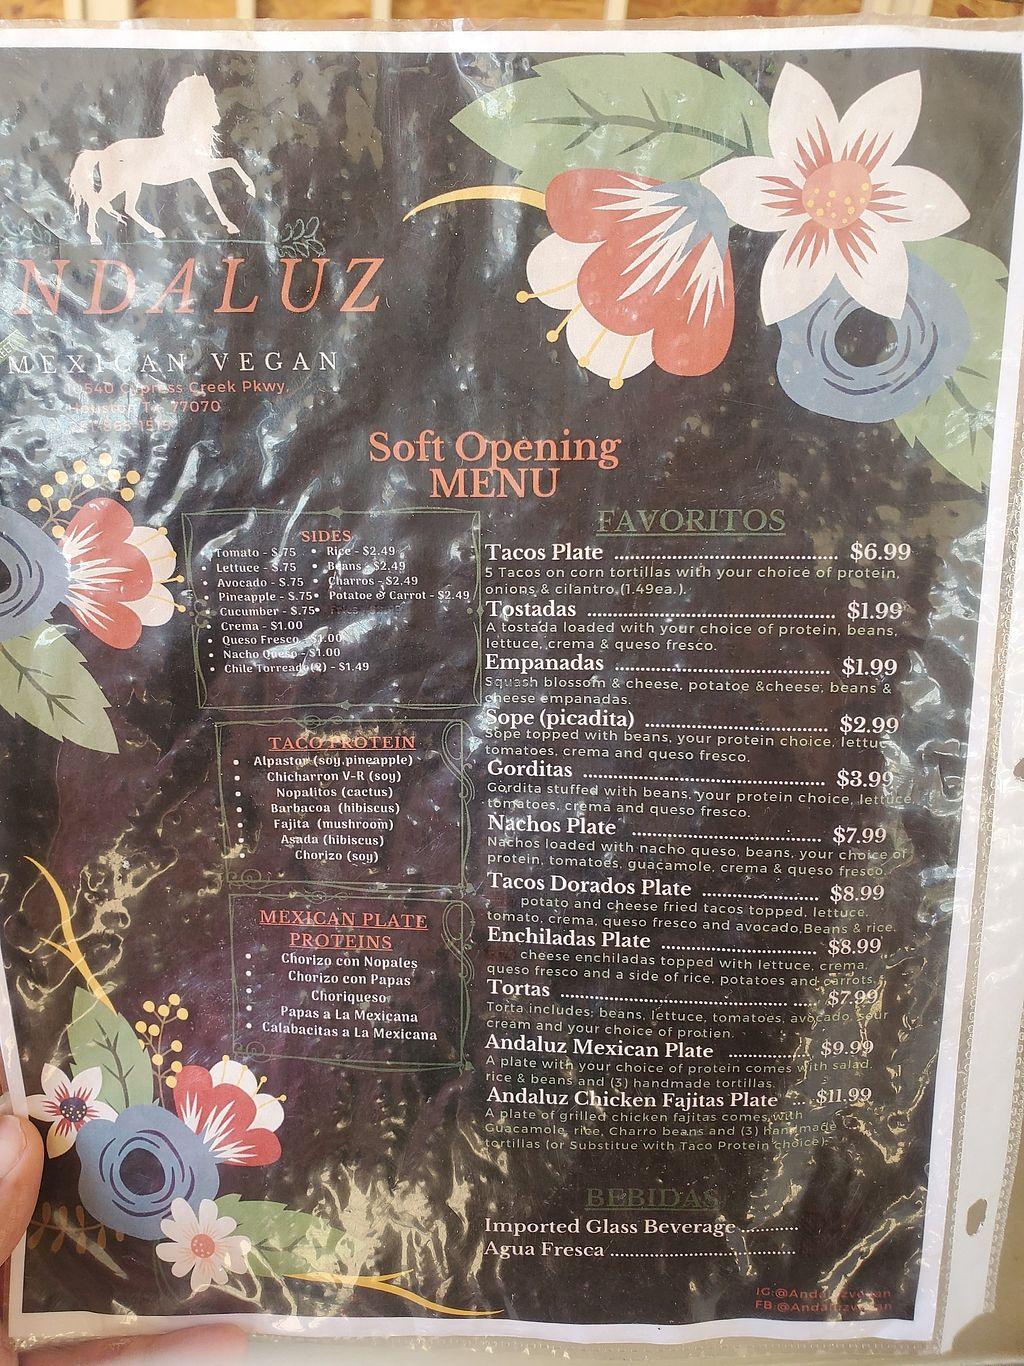 NDALUZ
MEXICAN VEGAN
Cypress Creek Pkwy,
Houston TX 77070
Soft Opening
MENU
SIDES
Tomato - $.75
Lettuce - $.75
Avocado - $.75
Pineapple - $.75
Cucumber - $.75
Crema - $1.00
Queso Fresco - $1.00
Nacho Queso - $1.00
Chile Torreado(2) - $1.49
Rice - $2.49
Beans - $2.49
Charros - $2.49
Potatoe & Carrot - $2.49
TACO PROTEIN
Alpastor (soy,pineapple)
Chicharron V-R (soy)
Nopalitos (cactus)
Barbacoa (hibiscus)
Fajita (mushroom)
Asada (hibiscus)
Chorizo (soy)
MEXICAN PLATE
PROTEINS
Chorizo con Nopales
Chorizo con Papas
Choriqueso
Papas a La Mexicana
Calabacitas a La Mexicana
FAVORITOS
Tacos Plate ........ $6.99
5 Tacos on corn tortillas with your choice of protein,
onions & cilantro.(1.49ea.).
Tostadas ........ $1.99
A tostada loaded with your choice of protein, beans,
lettuce, crema & queso fresco.
Empanadas ........ $1.99
Squash blossom & cheese, potatoe &cheese, beans &
cheese empanadas.
Sope (picadita) ........ $2.99
Sope topped with beans, your protein choice, lettuce
tomatoes, crema and queso fresco.
Gorditas ........ $3.99
Gordita stuffed with beans, your protein choice, lettuce,
tomatoes, crema and queso fresco.
Nachos Plate ........ $7.99
Nachos loaded with nacho queso, beans, your choice of
protein, tomatoes, guacamole, crema & queso fresco.
Tacos Dorados Plate ........ $8.99
potato and cheese fried tacos topped, lettuce,
tomato, crema, queso fresco and avocado,Beans & rice.
Enchiladas Plate ........ $8.99
cheese enchiladas topped with lettuce, crema,
queso fresco and a side of rice, potatoes and carrots.
Tortas ........ $7.99
Torta includes; beans, lettuce, tomatoes, avocado, sour
cream and your choice of protien.
Andaluz Mexican Plate ........ $9.99
A plate with your choice of protein comes with salad,
rice & beans and (3) handmade tortillas.
Andaluz Chicken Fajitas Plate .... $11.99
A plate of grilled chicken fajitas comes with
Guacamole, rice, Charro beans and (3) handmade
tortillas (or Substitue with Taco Protein choice)-
BEBIDAS
Imported Glass Beverage ........
Agua Fresca ........
IG:@Andaluzvegan
FB:@Andaluzvegan